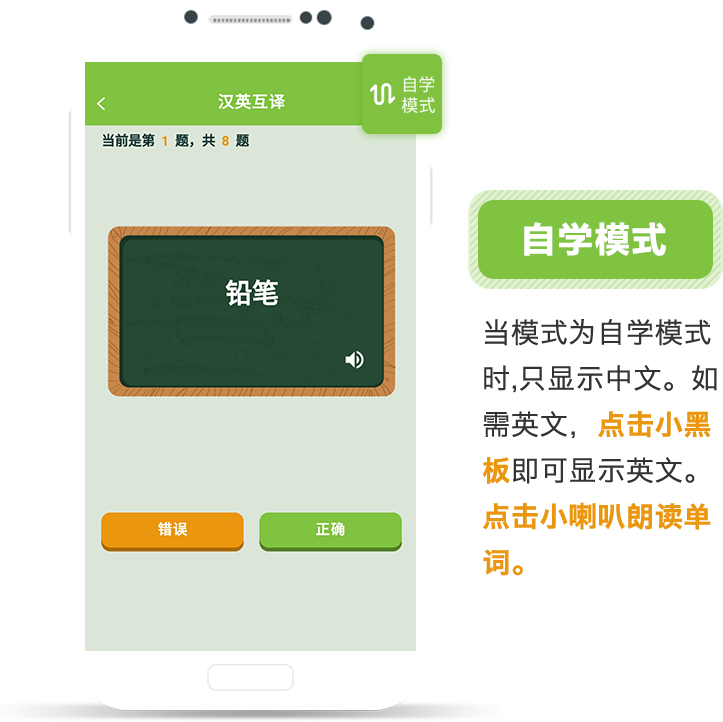 自学
模式
汉英互译
当前是第 1 题，共 8 题
铅笔
错误
正确
自学模式
当模式为自学模式
时,只显示中文。如
需英文，点击小黑
板即可显示英文。
点击小喇叭朗读单
词。